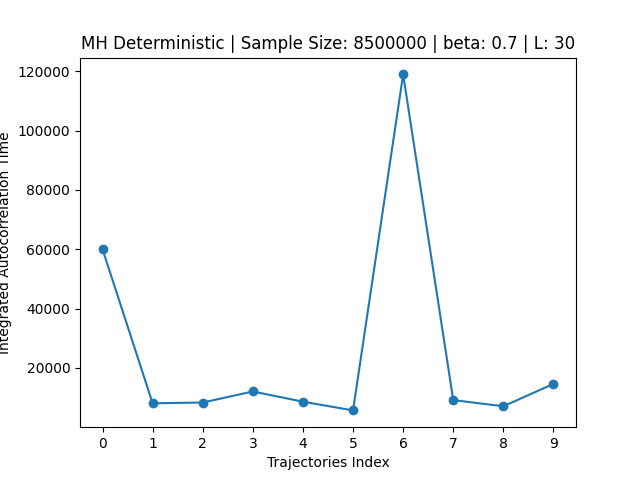 MH Deterministic | Sample Size: 8500000 | beta: 0.7 | L: 30
Integrated Autocorrelation Time
120000
100000
80000
60000
40000
20000
0 1 2 3 4 5 6 7 8 9
Trajectories Index